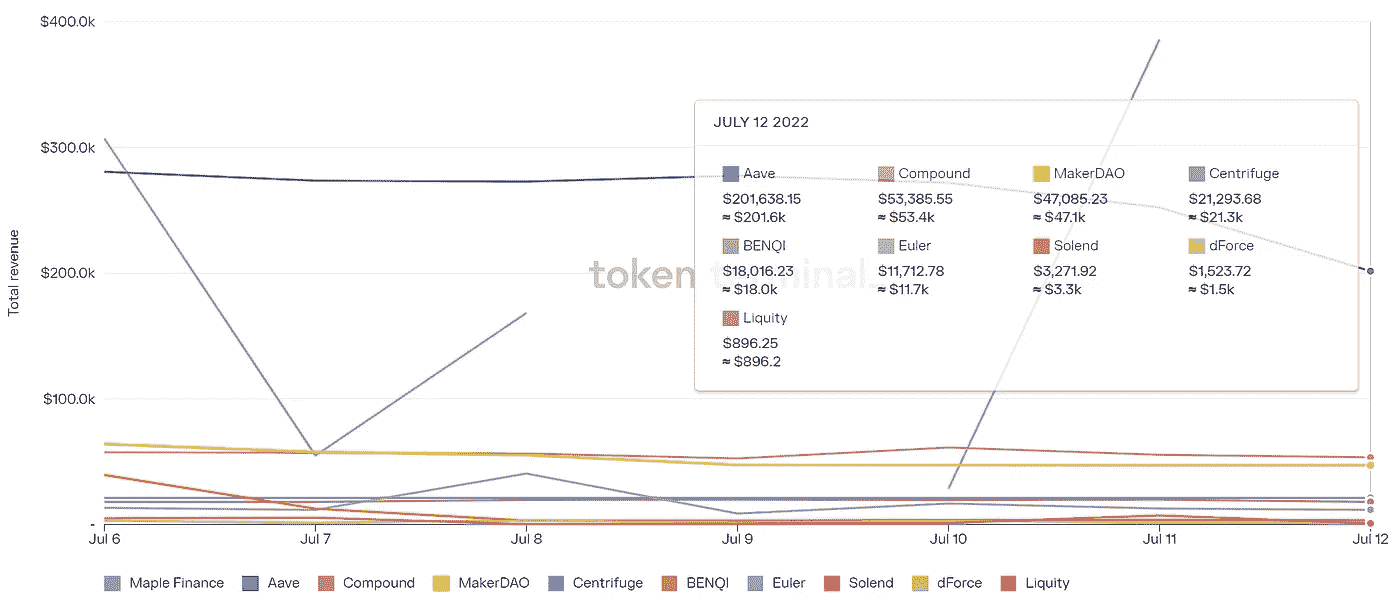 $400.0k
$300.0k
$200.0k
$100.0k
-
Total revenue
token terminal_
JULY 12 2022
Aave Compound MakerDAO Centrifuge
$201,638.15 $53,385.55 $47,085.23 $21,293.68
≈ $201.6k ≈ $53.4k ≈ $47.1k ≈ $21.3k
BENQI Euler Solend dForce
$18,016.23 $11,712.78 $3,271.92 $1,523.72
≈ $18.0k ≈ $11.7k ≈ $3.3k ≈ $1.5k
Liquity
$896.25
≈ $896.2
Jul 6 Jul 7 Jul 8 Jul 9 Jul 10 Jul 11 Jul 12
Maple Finance Aave Compound MakerDAO Centrifuge BENQI Euler Solend dForce Liquity